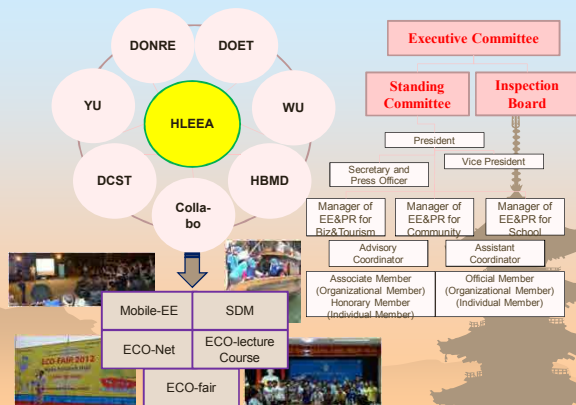 DONRE
DOET
YU
HLEEA
WU
DCST
HBMD
Colla-
bo
Mobile-EE
SDM
ECO-Net
ECO-lecture
Course
ECO-fair
ECO-FAIR 2012
Executive Committee
Standing
Committee
Inspection
Board
President
Vice President
Secretary and
Press Officer
Manager of
EE&PR for
Biz&Tourism
Manager of
EE&PR for
Community
Manager of
EE&PR for
School
Advisory
Coordinator
Assistant
Coordinator
Associate Member
(Organizational Member)
Honorary Member
(Individual Member)
Official Member
(Organizational Member)
(Individual Member)